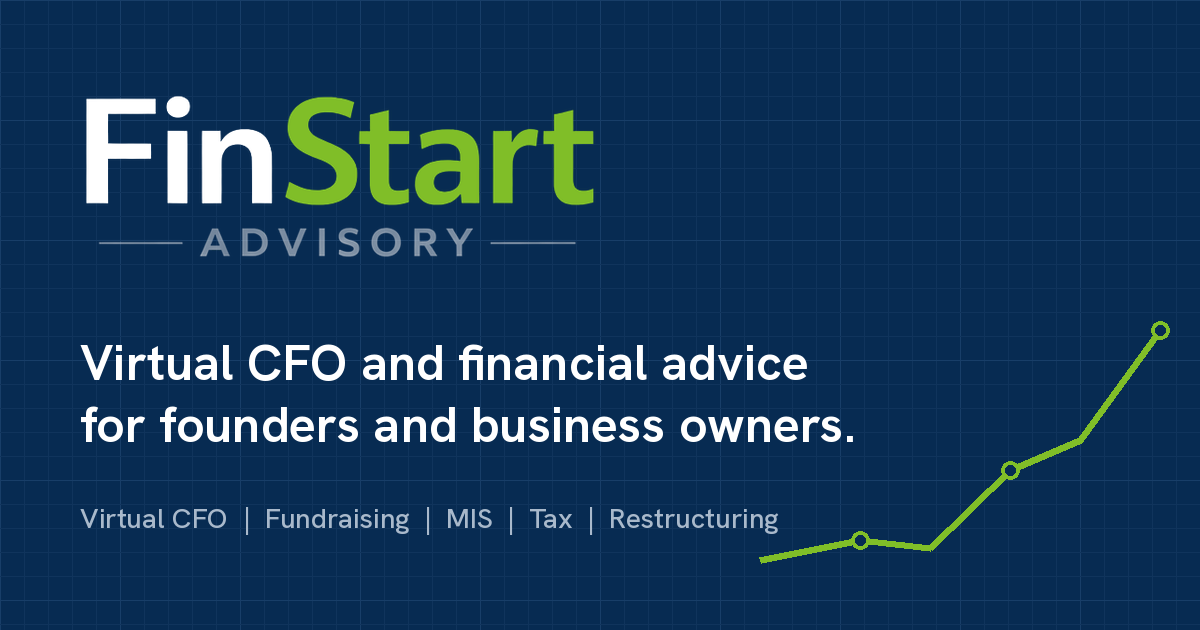 FinStart
ADVISORY
Virtual CFO and financial advice
for founders and business owners.
Virtual CFO | Fundraising | MIS | Tax | Restructuring